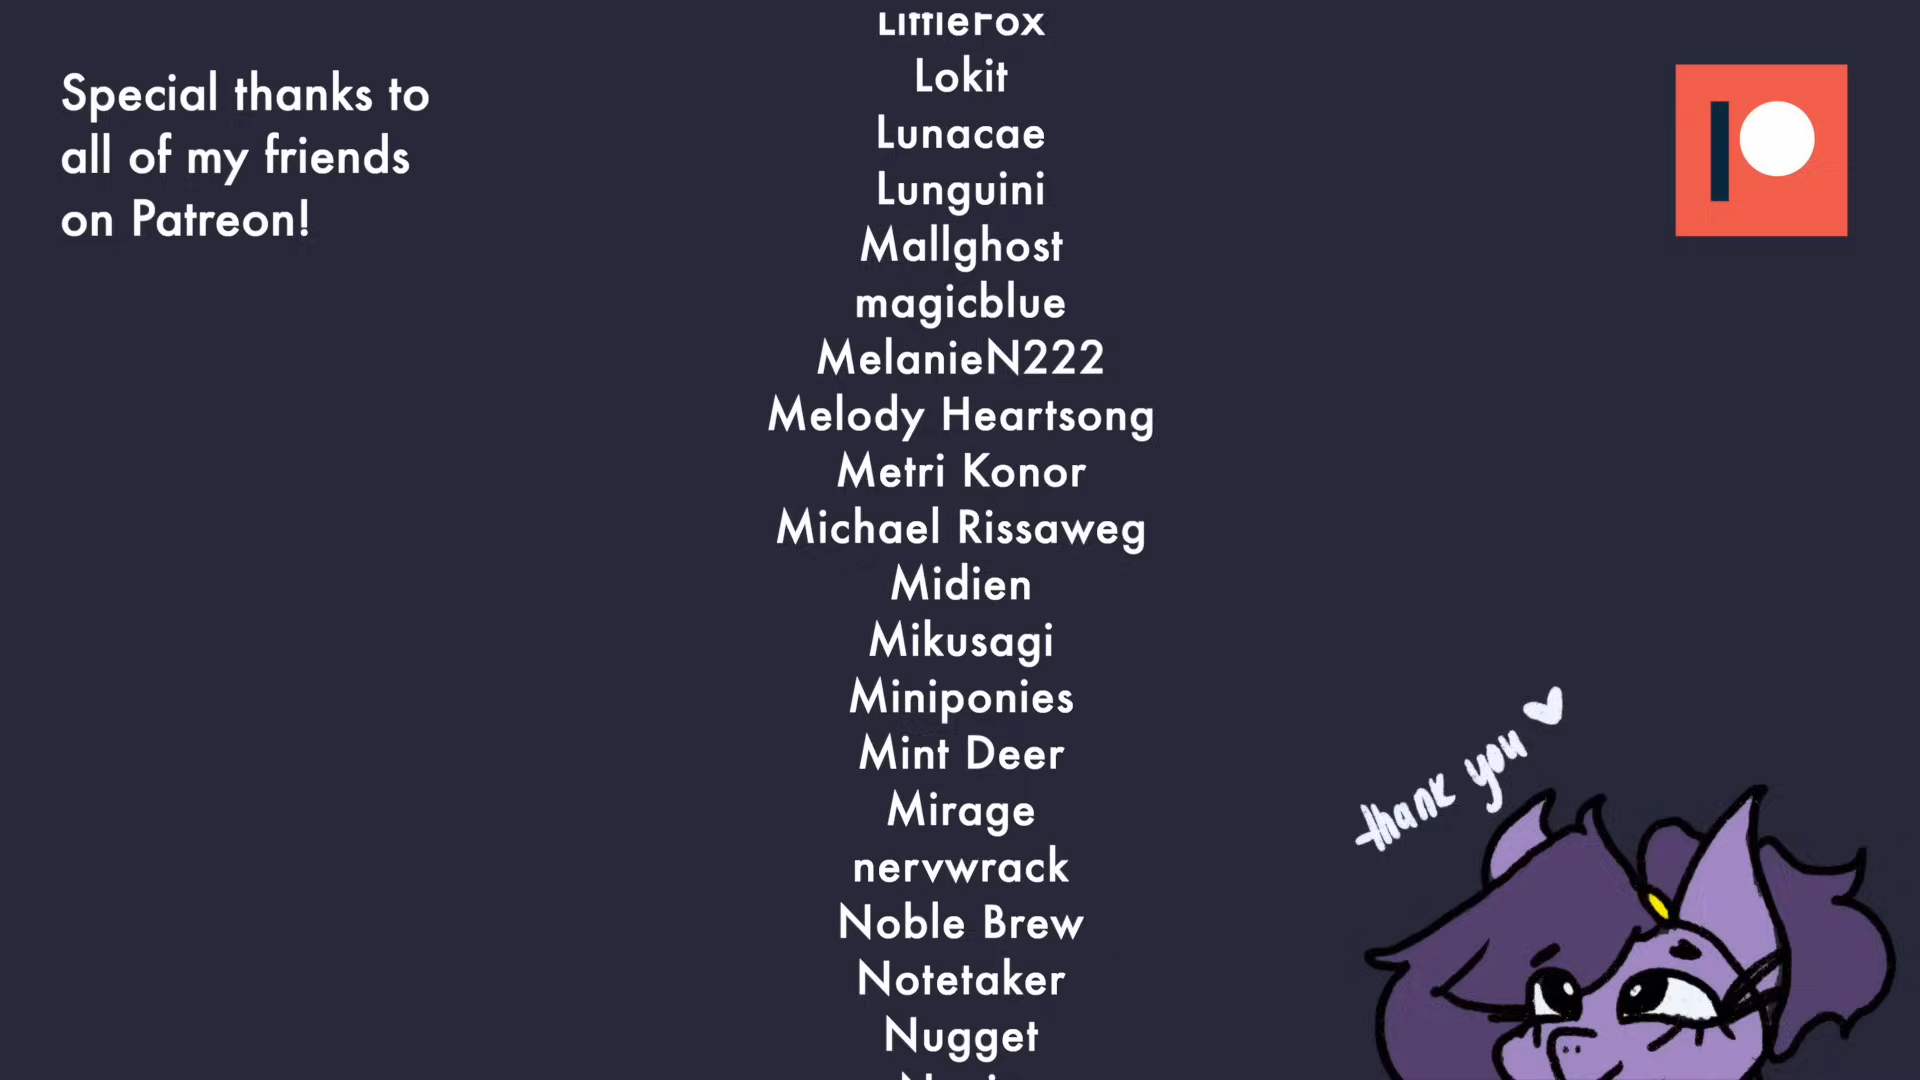 Special thanks to
all of my friends
on Patreon!
LittleFox
Lokit
Lunacae
Lunguini
Mallghost
magicblue
MelanieN222
Melody Heartsong
Metri Konor
Michael Rissaweg
Midien
Mikusagi
Miniponies
Mint Deer
Mirage
nervwrack
Noble Brew
Notetaker
Nugget
thank you